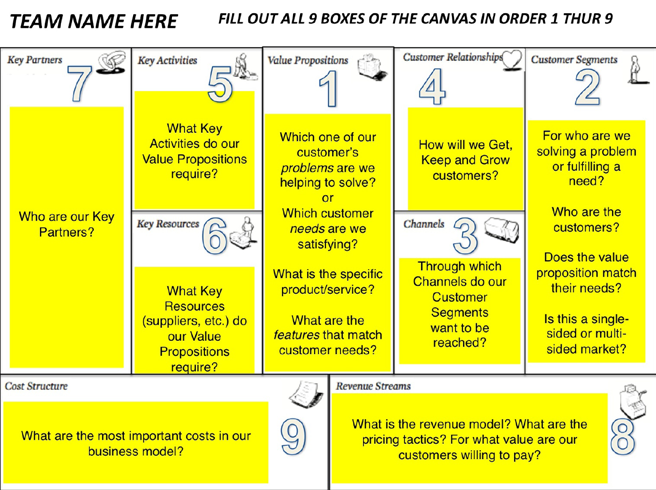 TEAM NAME HERE
FILL OUT ALL 9 BOXES OF THE CANVAS IN ORDER 1 THUR 9
Key Partners
7
Who are our Key
Partners?
Key Activities
5
What Key
Activities do our
Value Propositions
require?
Key Resources
6
What Key
Resources
(suppliers, etc.) do
our Value
Propositions
require?
Value Propositions
1
Which one of our
customer's
problems are we
helping to solve?
or
Which customer
needs are we
satisfying?
What is the specific
product/service?
What are the
features that match
customer needs?
Customer Relationships
4
How will we Get,
Keep and Grow
customers?
Channels
3
Through which
Channels do our
Customer
Segments
want to be
reached?
Customer Segments
2
For who are we
solving a problem
or fulfilling a
need?
Who are the
customers?
Does the value
proposition match
their needs?
Is this a single-
sided or multi-
sided market?
Cost Structure
9
What are the most important costs in our
business model?
Revenue Streams
8
What is the revenue model? What are the
pricing tactics? For what value are our
customers willing to pay?